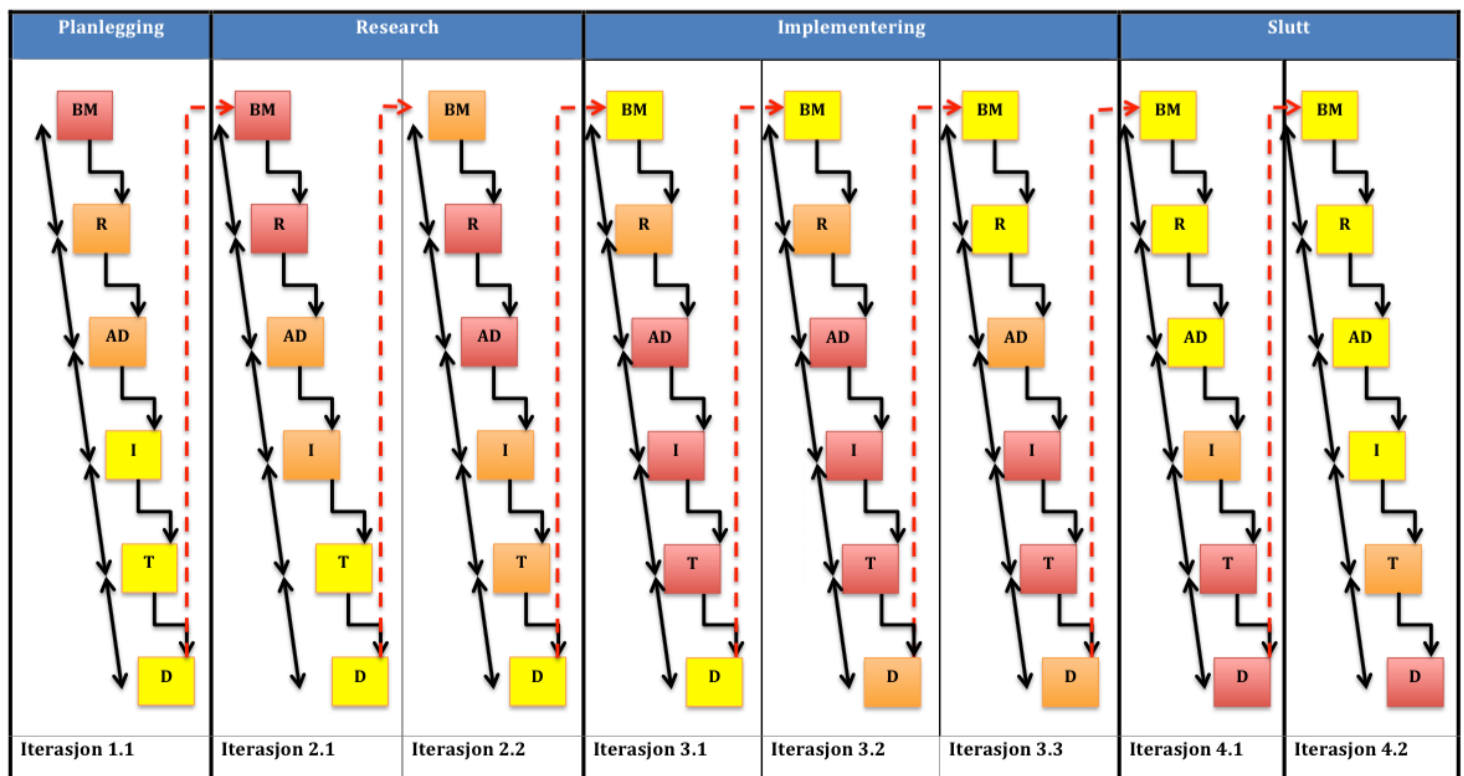 Planlegging Research Implementering Slutt
BM BM BM BM BM BM BM BM
R R R R R R R R
AD AD AD AD AD AD AD AD
I I I I I I I I
T T T T T T T T
D D D D D D D D
Iterasjon 1.1 Iterasjon 2.1 Iterasjon 2.2 Iterasjon 3.1 Iterasjon 3.2 Iterasjon 3.3 Iterasjon 4.1 Iterasjon 4.2